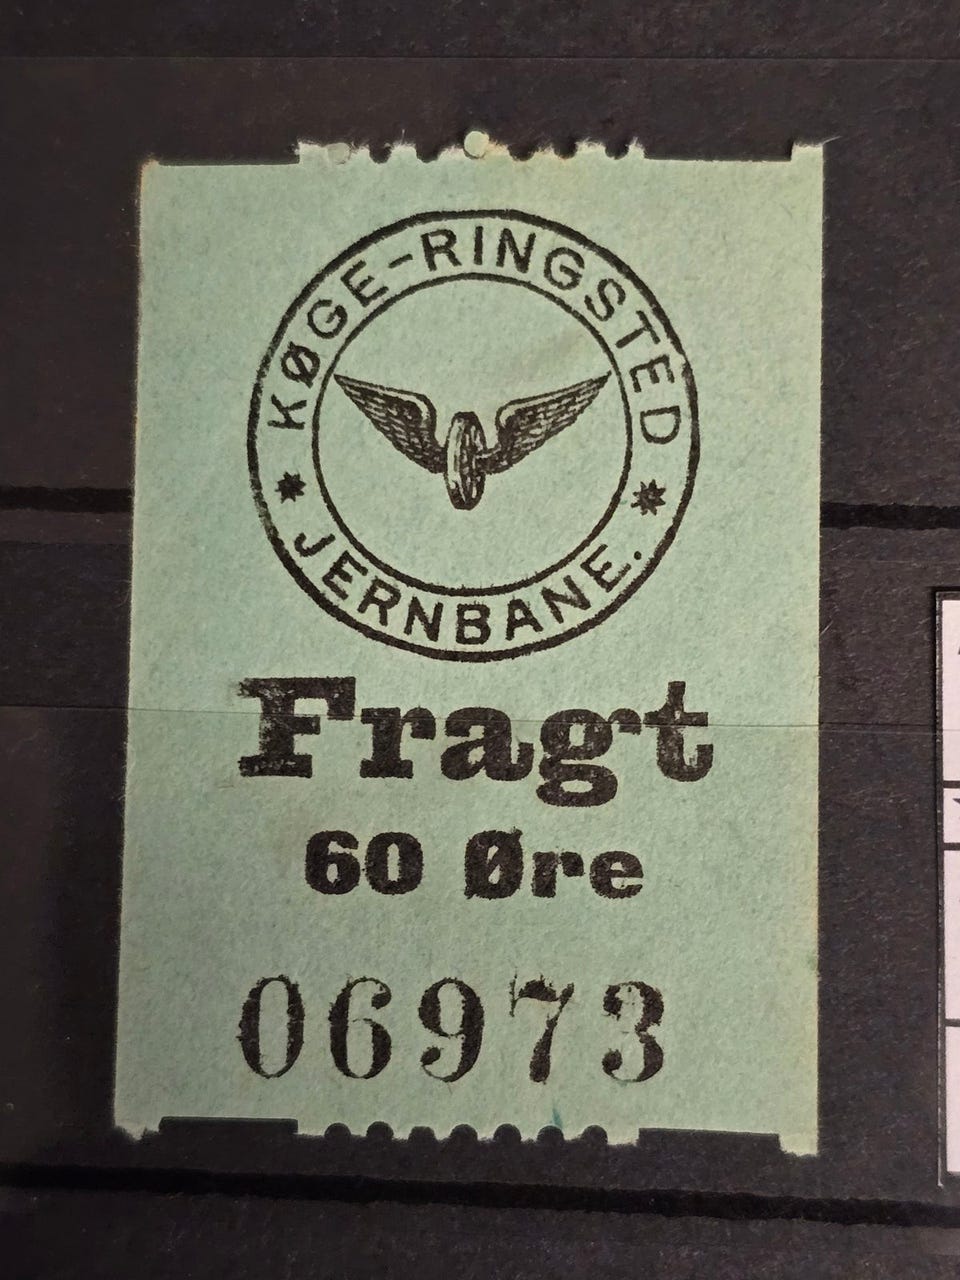 KØGE-RINGSTED
* JERNBANE. *
Fragt
60 Øre
06973